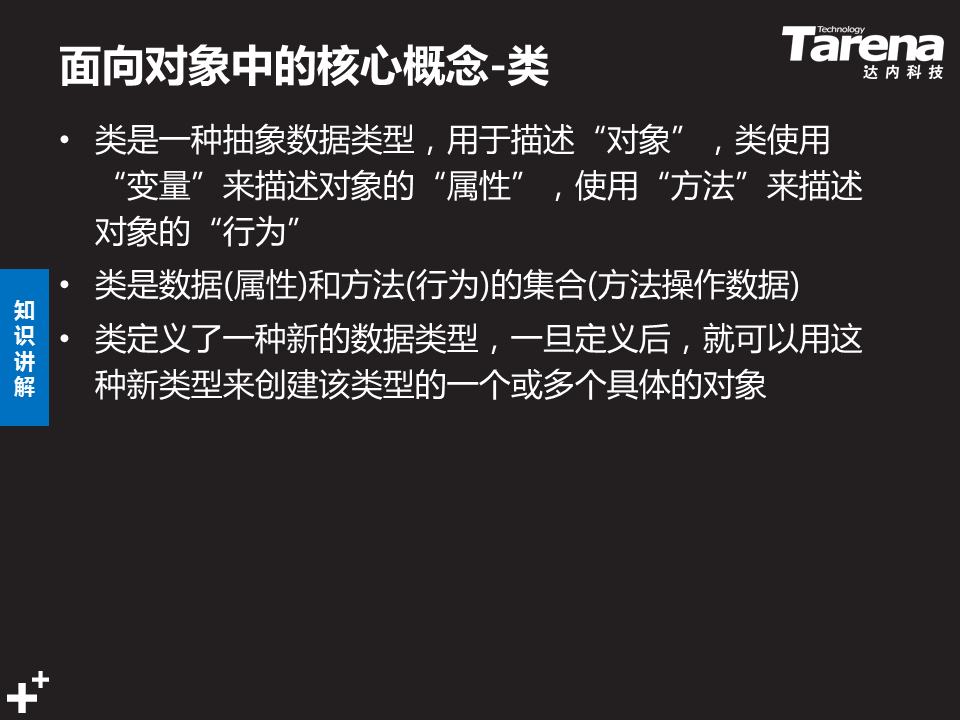 面向对象中的核心概念-类
Technology
Tarena
达内科技
• 类是一种抽象数据类型，用于描述“对象”，类使用
“变量”来描述对象的“属性”，使用“方法”来描述
对象的“行为”
• 类是数据(属性)和方法(行为)的集合(方法操作数据)
• 类定义了一种新的数据类型，一旦定义后，就可以用这
种新类型来创建该类型的一个或多个具体的对象
知
识
讲
解